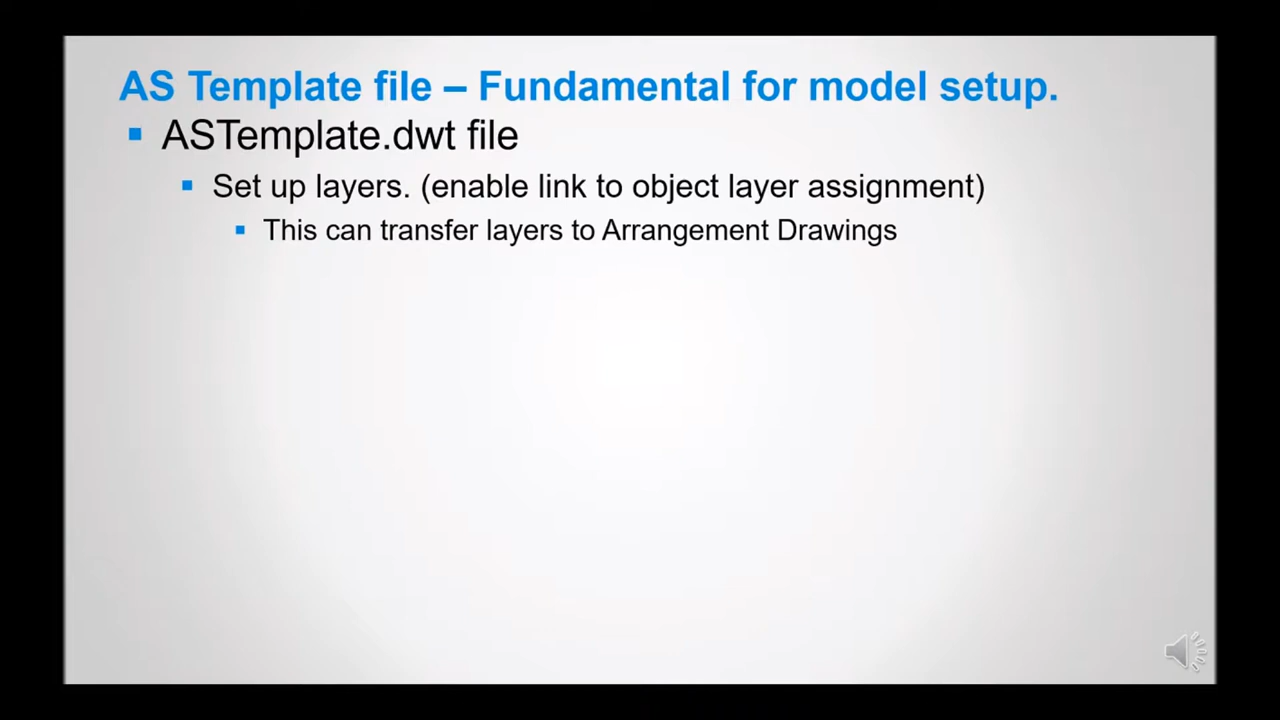 AS Template file – Fundamental for model setup.
ASTemplate.dwt file
Set up layers. (enable link to object layer assignment)
This can transfer layers to Arrangement Drawings